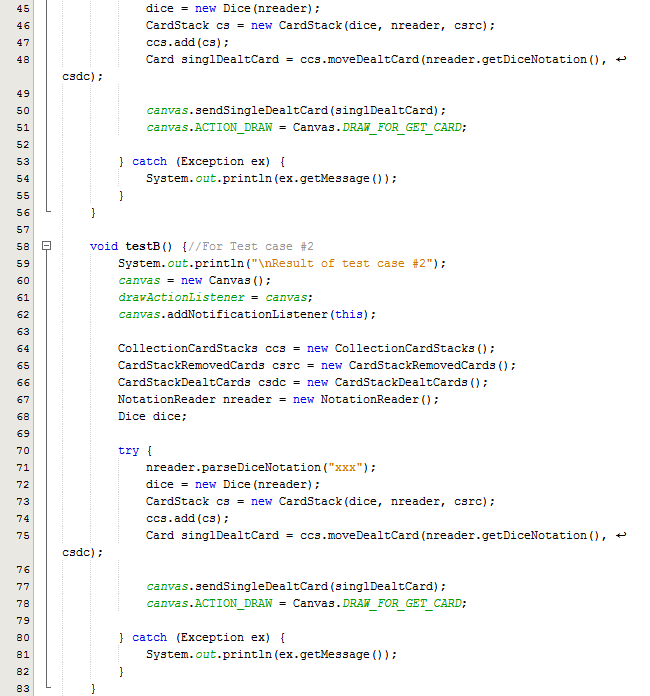 45 dice = new Dice(nreader);
46 CardStack cs = new CardStack(dice, nreader, csrc);
47 ccs.add(cs);
48 Card singlDealtCard = ccs.moveDealtCard(nreader.getDiceNotation(), ↩
csdc);
49
50 canvas.sendSingleDealtCard(singlDealtCard);
51 canvas.ACTION_DRAW = Canvas.DRAW_FOR_GET_CARD;
52
53 } catch (Exception ex) {
54 System.out.println(ex.getMessage());
55 }
56 }
57
58 void testB() {//For Test case #2
59 System.out.println("\nResult of test case #2");
60 canvas = new Canvas();
61 drawActionListener = canvas;
62 canvas.addNotificationListener(this);
63
64 CollectionCardStacks ccs = new CollectionCardStacks();
65 CardStackRemovedCards csrc = new CardStackRemovedCards();
66 CardStackDealtCards csdc = new CardStackDealtCards();
67 NotationReader nreader = new NotationReader();
68 Dice dice;
69
70 try {
71 nreader.parseDiceNotation("xxx");
72 dice = new Dice(nreader);
73 CardStack cs = new CardStack(dice, nreader, csrc);
74 ccs.add(cs);
75 Card singlDealtCard = ccs.moveDealtCard(nreader.getDiceNotation(), ↩
csdc);
76
77 canvas.sendSingleDealtCard(singlDealtCard);
78 canvas.ACTION_DRAW = Canvas.DRAW_FOR_GET_CARD;
79
80 } catch (Exception ex) {
81 System.out.println(ex.getMessage());
82 }
83 }